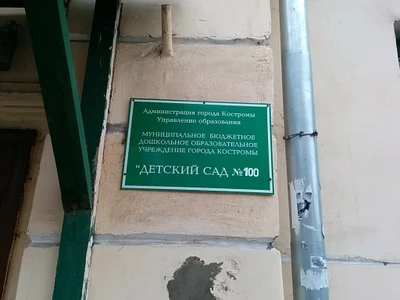 Администрация города Костромы
Управление образования
МУНИЦИПАЛЬНОЕ БЮДЖЕТНОЕ
ДОШКОЛЬНОЕ ОБРАЗОВАТЕЛЬНОЕ
УЧРЕЖДЕНИЕ ГОРОДА КОСТРОМЫ
"ДЕТСКИЙ САД №100